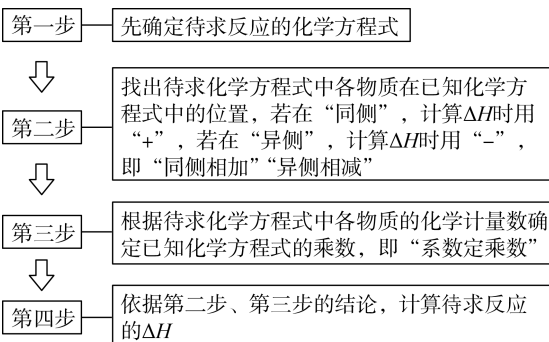 第一步
先确定待求反应的化学方程式
第二步
找出待求化学方程式中各物质在已知化学方
程式中的位置，若在“同侧”，计算ΔH时用
“+”，若在“异侧”，计算ΔH时用“−”，
即“同侧相加”“异侧相减”
第三步
根据待求化学方程式中各物质的化学计量数确
定已知化学方程式的乘数，即“系数定乘数”
第四步
依据第二步、第三步的结论，计算待求反应
的ΔH